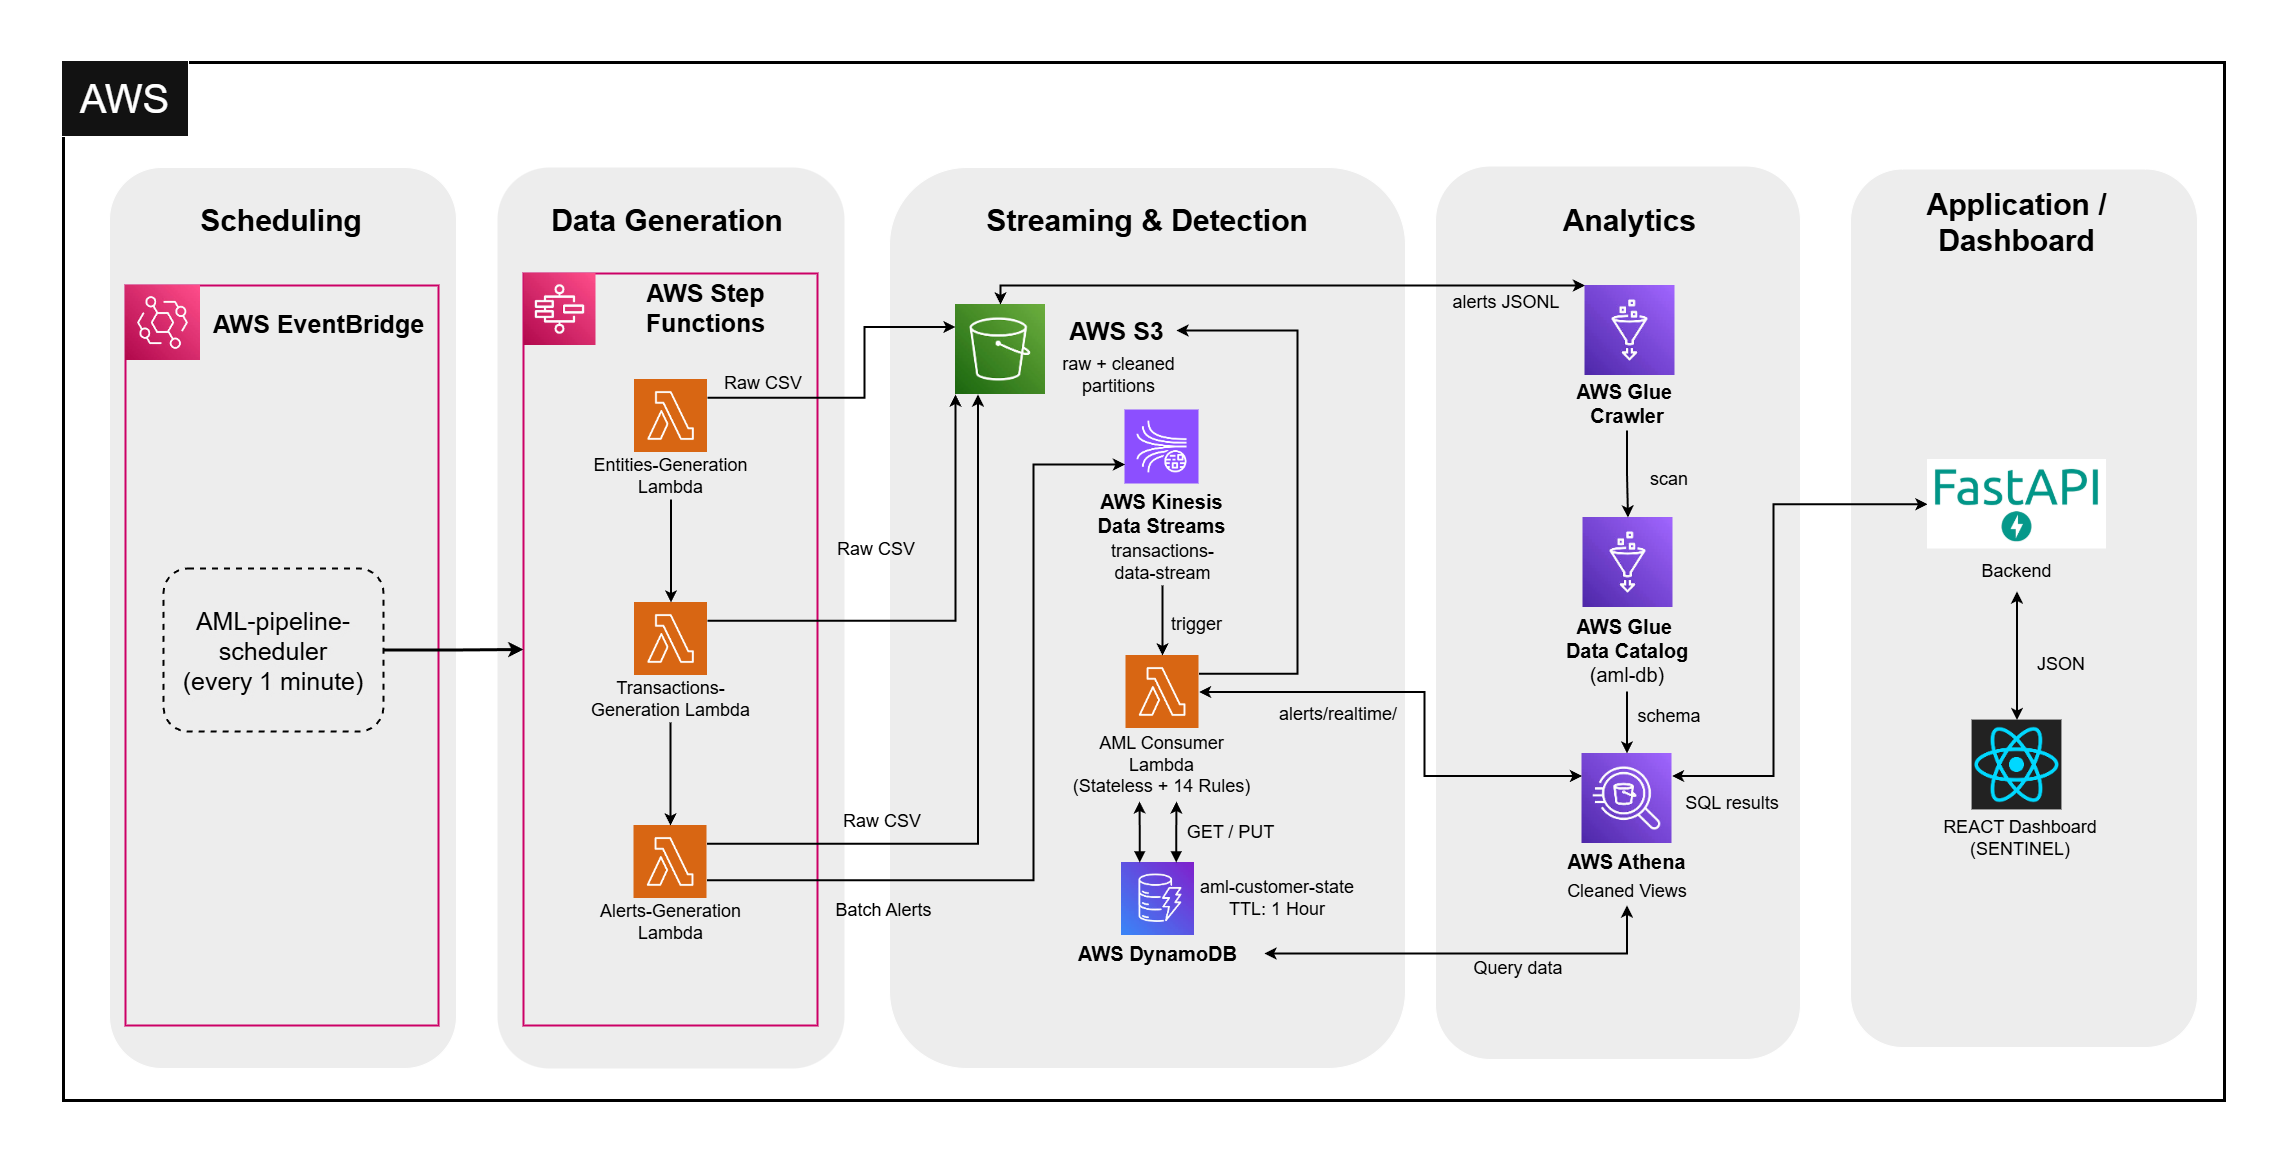 AWS
Scheduling
AWS EventBridge
AML-pipeline-
scheduler
(every 1 minute)
Data Generation
AWS Step
Functions
Raw CSV
Entities-Generation
Lambda
Raw CSV
Transactions-
Generation Lambda
Raw CSV
Alerts-Generation
Lambda
Batch Alerts
Streaming & Detection
AWS S3
raw + cleaned
partitions
AWS Kinesis
Data Streams
transactions-
data-stream
trigger
alerts/realtime/
AML Consumer
Lambda
(Stateless + 14 Rules)
GET / PUT
aml-customer-state
TTL: 1 Hour
AWS DynamoDB
Analytics
alerts JSONL
AWS Glue
Crawler
scan
AWS Glue
Data Catalog
(aml-db)
schema
SQL results
AWS Athena
Cleaned Views
Query data
Application /
Dashboard
FastAPI
Backend
JSON
REACT Dashboard
(SENTINEL)